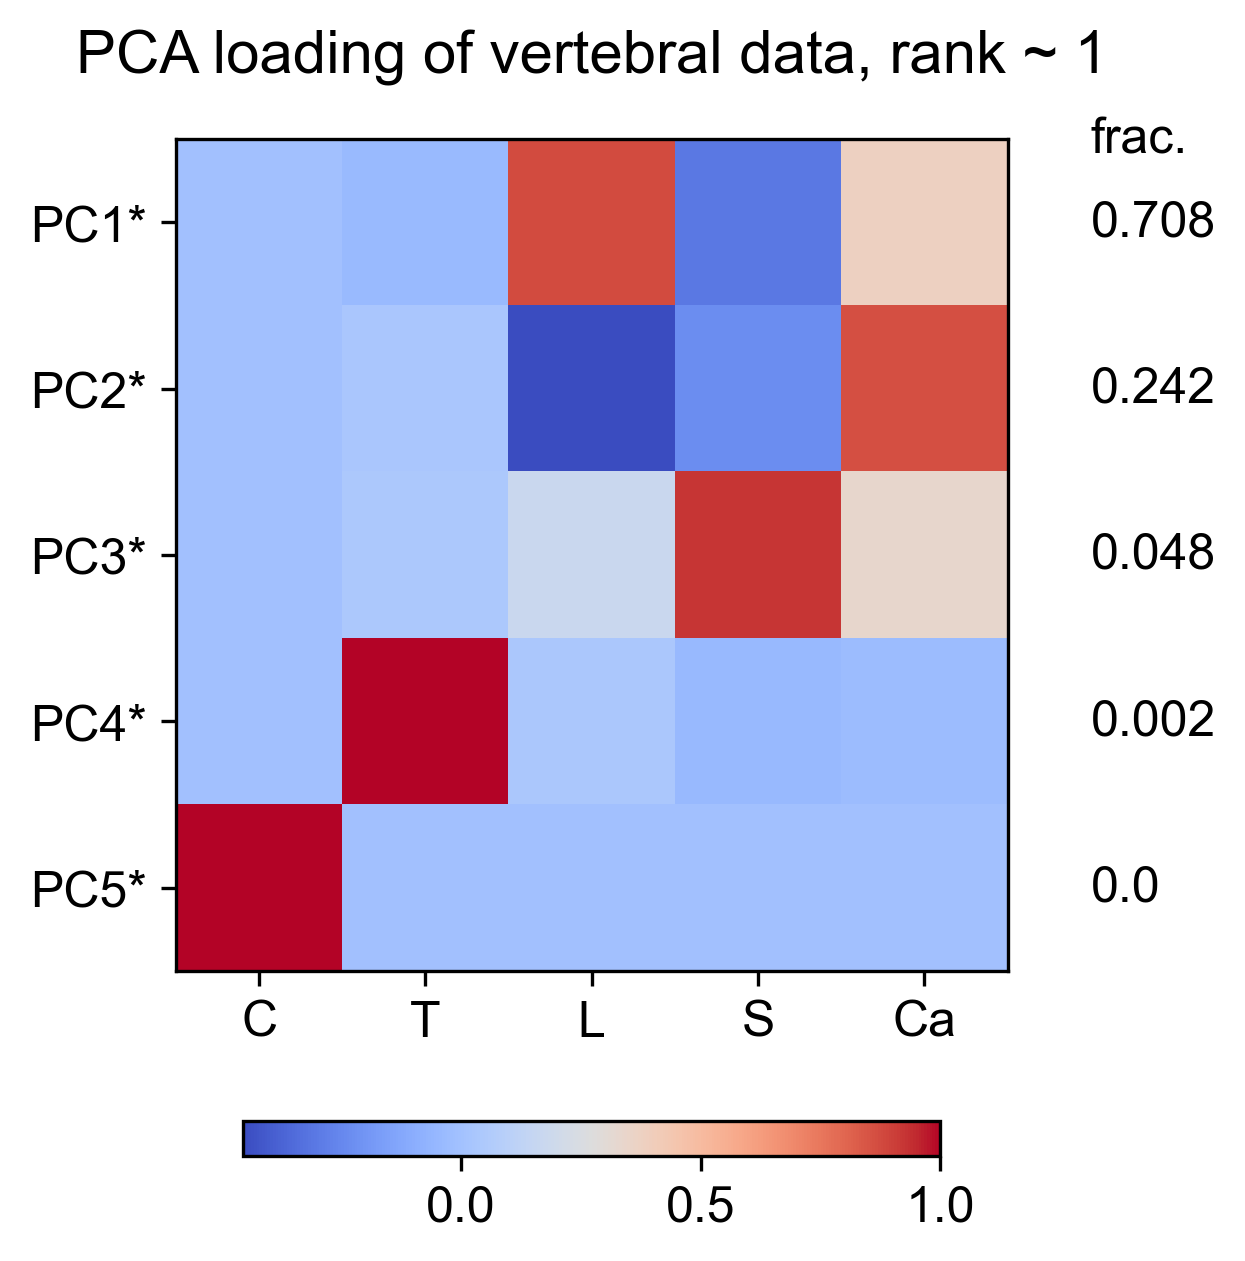 PCA loading of vertebral data, rank ~ 1
frac.
PC1* 0.708
PC2* 0.242
PC3* 0.048
PC4* 0.002
PC5* 0.0
C T L S Ca
0.0 0.5 1.0